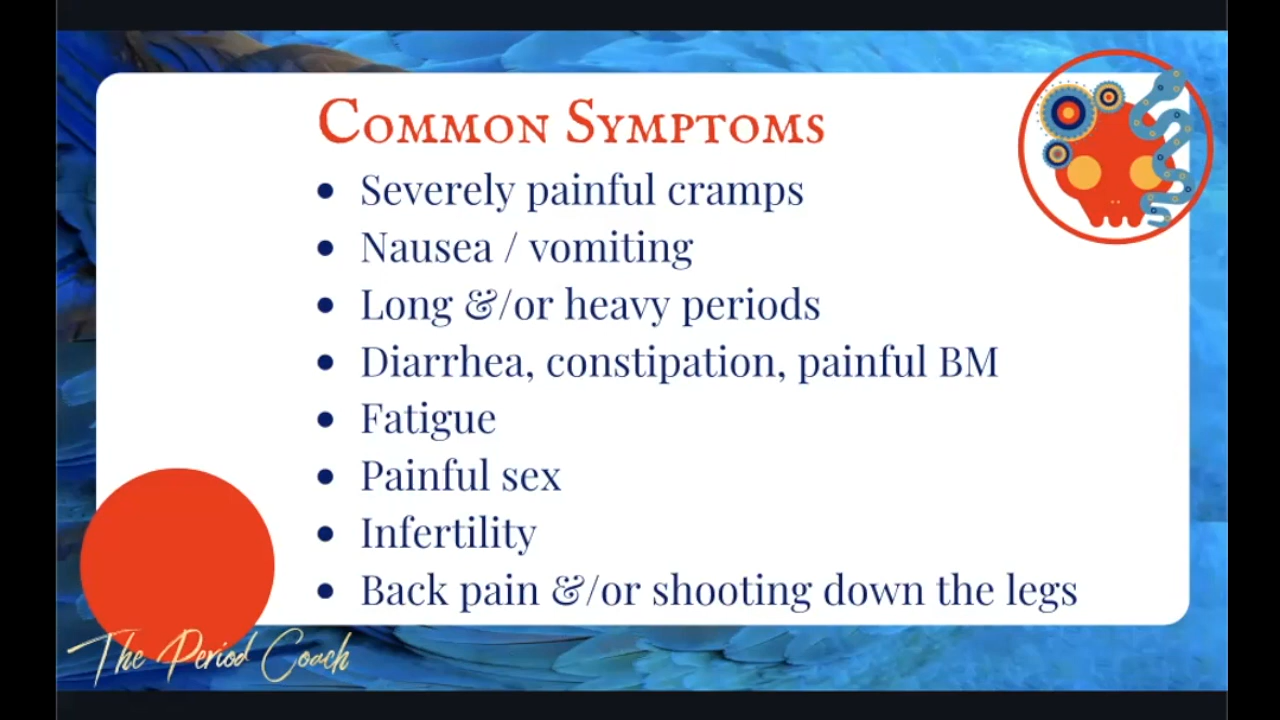 Common Symptoms
• Severely painful cramps
• Nausea / vomiting
• Long &/or heavy periods
• Diarrhea, constipation, painful BM
• Fatigue
• Painful sex
• Infertility
• Back pain &/or shooting down the legs
The Period Coach